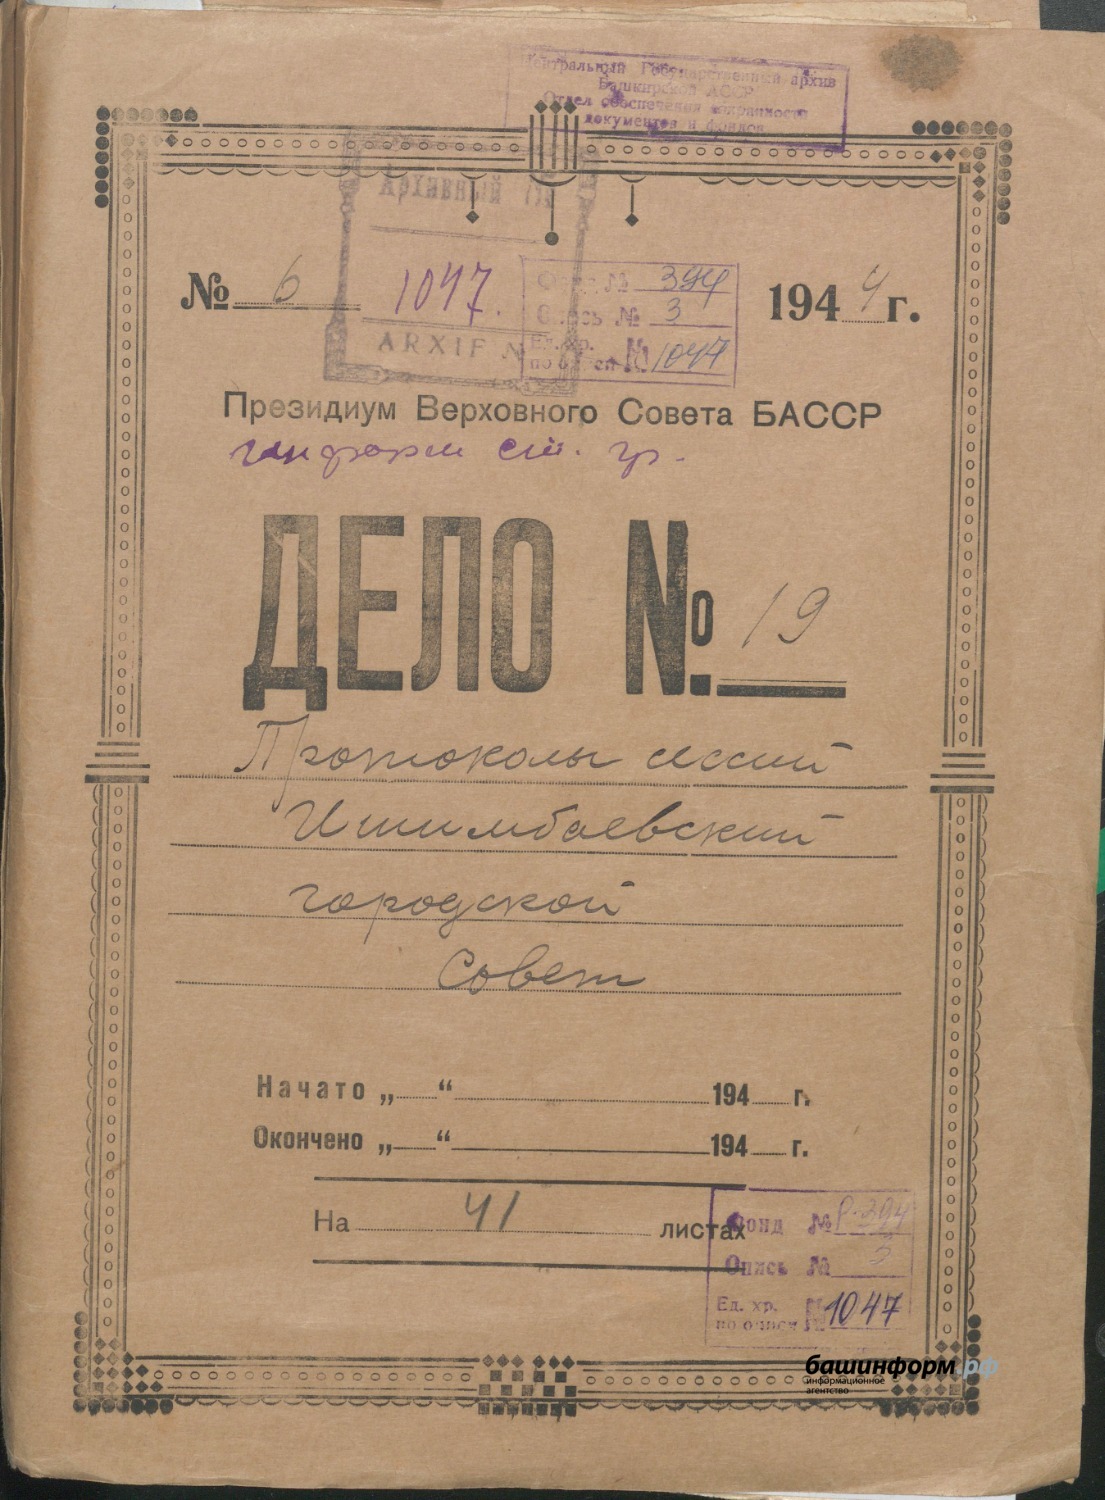 Центральный Государственный архив
Башкирской АССР
Отдел обеспечения сохранности
документов и фондов
Архивный
№ 6
1047.
ARXIF N
Фонд № 394
Опись № 3
Ед. хр.
по описи № 1047
1944 г.
Президиум Верховного Совета БАССР
ДЕЛО № 19
Протоколы сессий
Ишимбаевский
городской
Совет
Начато „ “ 194 г.
Окончено „ “ 194 г.
На 41 листах
Фонд № Р-394
Опись № 3
Ед. хр.
по описи № 1047
башинформ.рф
информационное
агентство